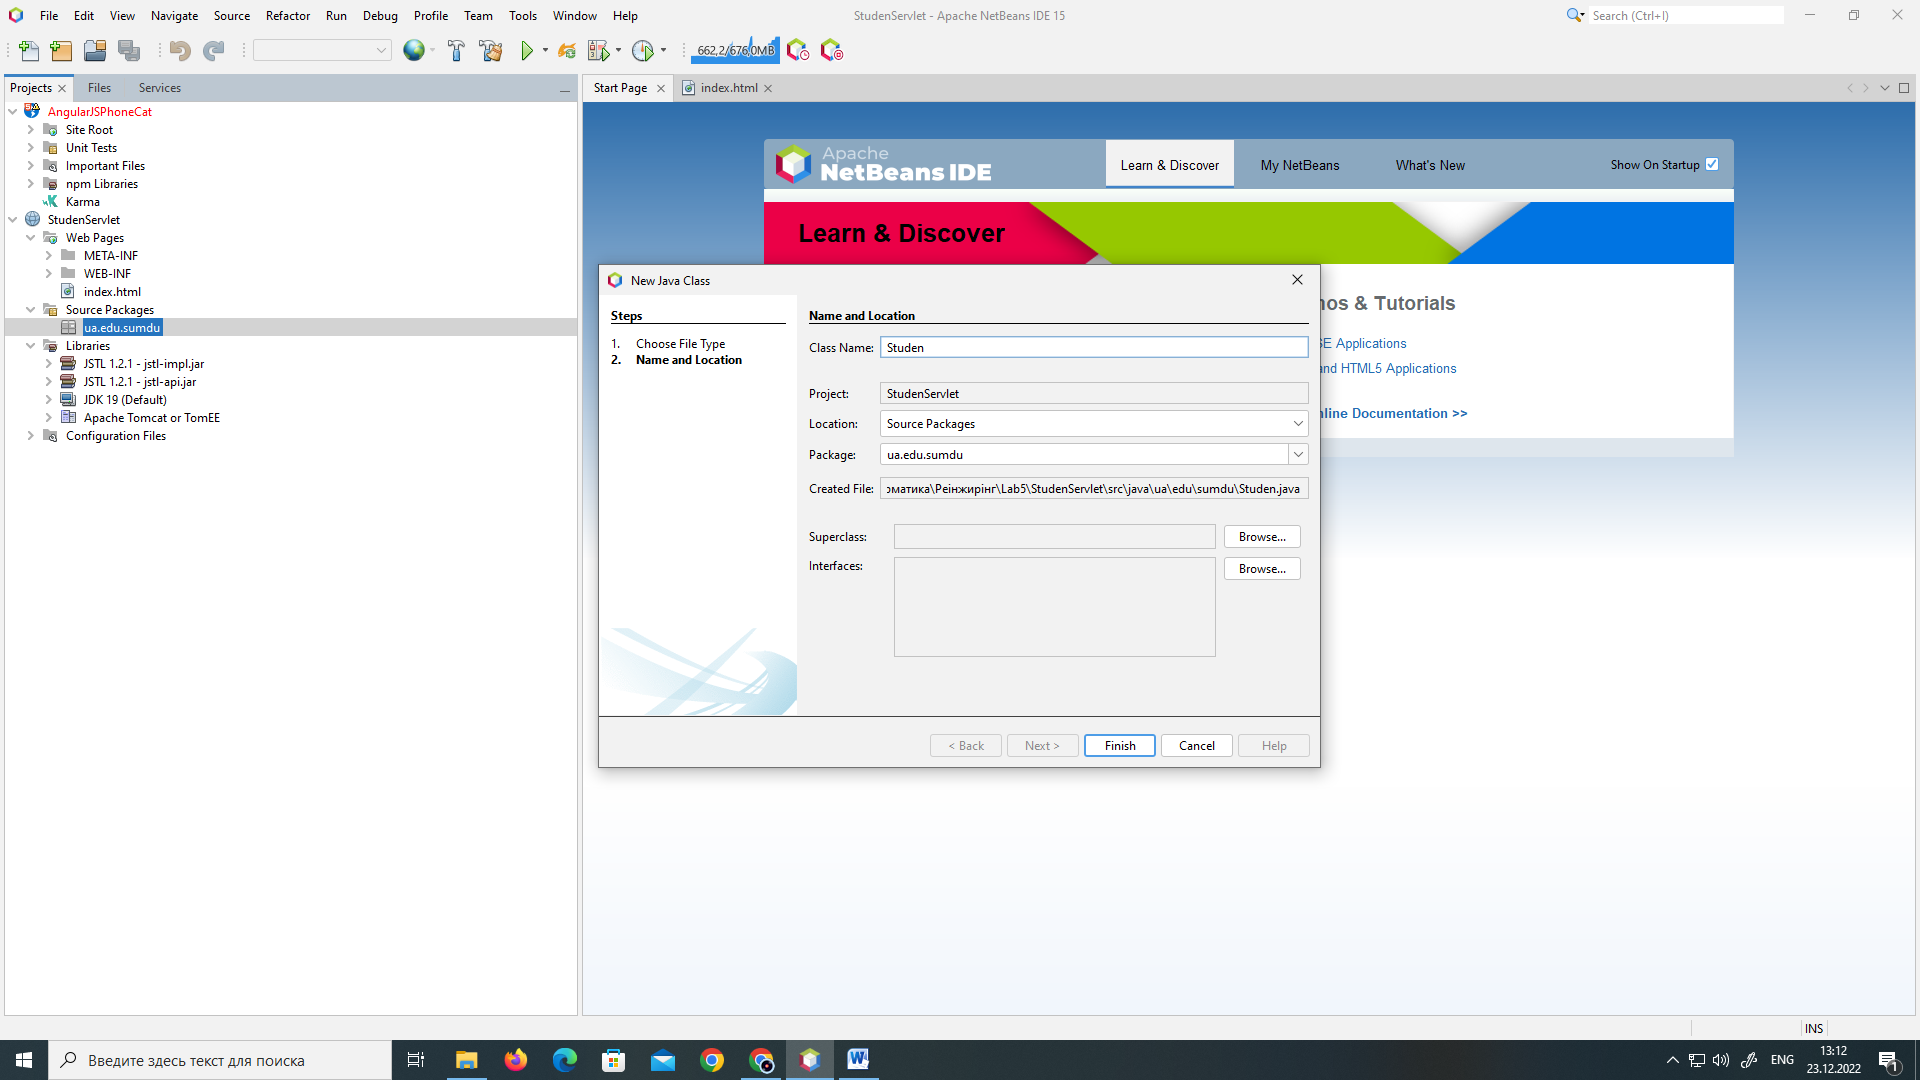 File Edit View Navigate Source Refactor Run Debug Profile Team Tools Window Help
StudenServlet - Apache NetBeans IDE 15
Search (Ctrl+I)
662,2/676,0MB
Projects Files Services
Start Page index.html
AngularJSPhoneCat
Site Root
Unit Tests
Important Files
npm Libraries
Karma
StudenServlet
Web Pages
META-INF
WEB-INF
index.html
Source Packages
ua.edu.sumdu
Libraries
JSTL 1.2.1 - jstl-impl.jar
JSTL 1.2.1 - jstl-api.jar
JDK 19 (Default)
Apache Tomcat or TomEE
Configuration Files
Apache
NetBeans IDE
Learn & Discover My NetBeans What's New Show On Startup
Learn & Discover
& Tutorials
Applications
and HTML5 Applications
Documentation >>
New Java Class
Steps
1. Choose File Type
2. Name and Location
Name and Location
Class Name: Studen
Project: StudenServlet
Location: Source Packages
Package: ua.edu.sumdu
Created File: рматика\Реінжирінг\Lab5\StudenServlet\src\java\ua\edu\sumdu\Studen.java
Superclass: Browse...
Interfaces: Browse...
< Back Next > Finish Cancel Help
INS
Введите здесь текст для поиска
ENG
13:12
23.12.2022
1